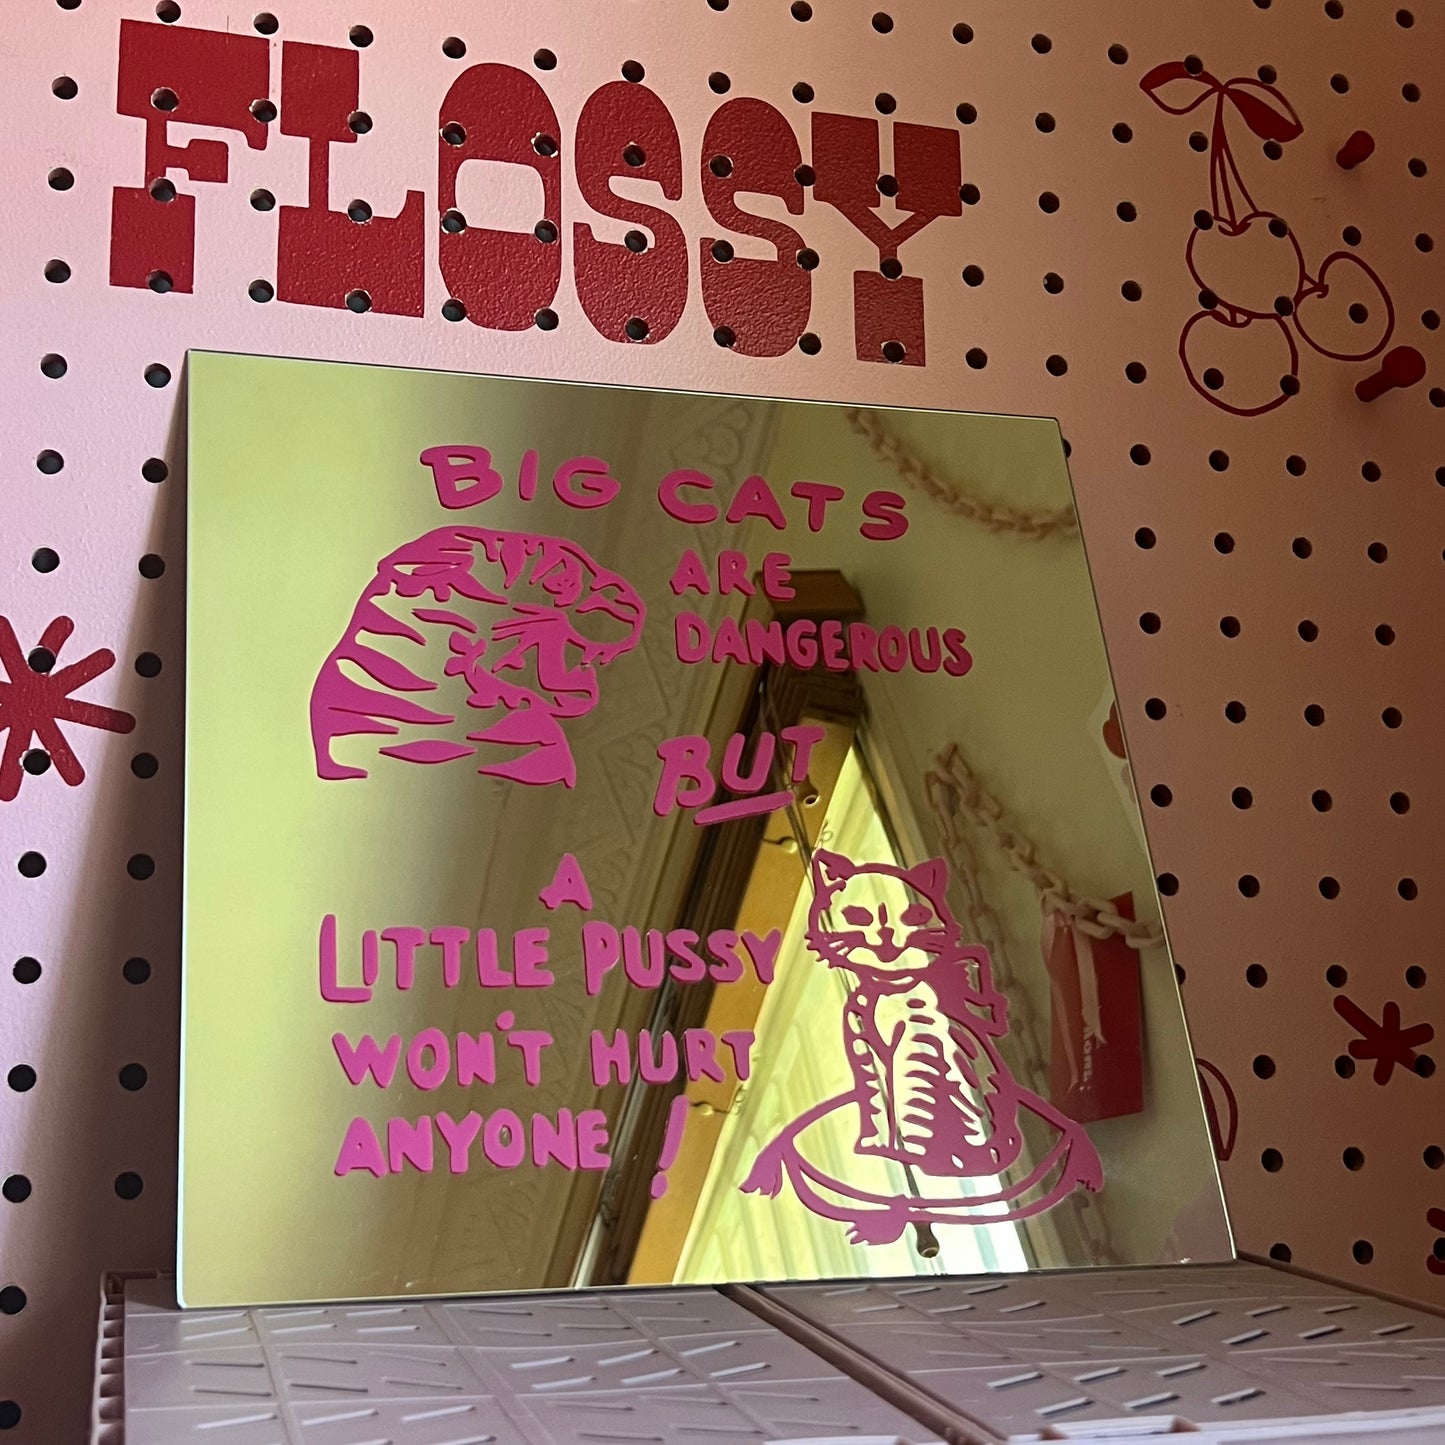 FLOSSY
BIG CATS
ARE
DANGEROUS
BUT
A
LITTLE PUSSY
WON'T HURT
ANYONE!